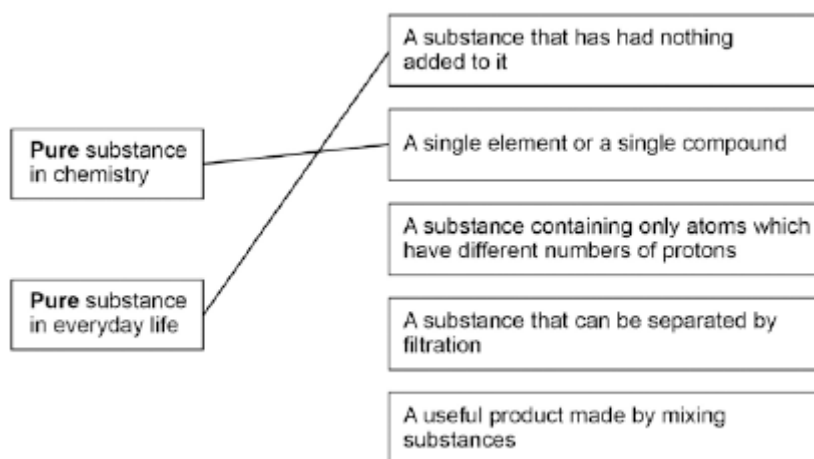 Pure substance
in chemistry
Pure substance
in everyday life
A substance that has had nothing
added to it
A single element or a single compound
A substance containing only atoms which
have different numbers of protons
A substance that can be separated by
filtration
A useful product made by mixing
substances